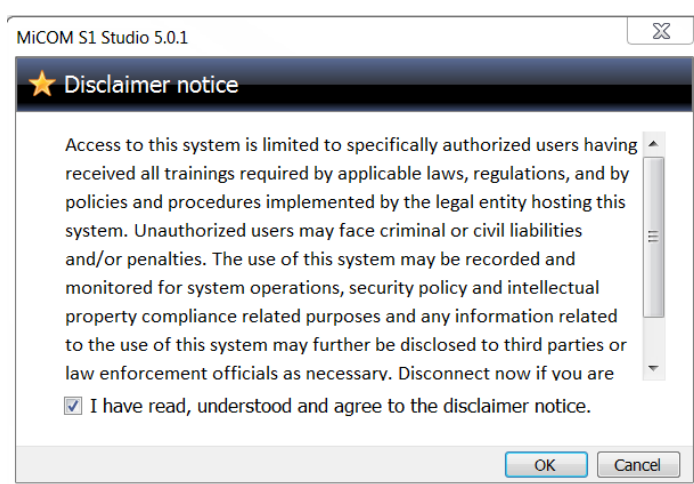 MiCOM S1 Studio 5.0.1
Disclaimer notice
Access to this system is limited to specifically authorized users having
received all trainings required by applicable laws, regulations, and by
policies and procedures implemented by the legal entity hosting this
system. Unauthorized users may face criminal or civil liabilities
and/or penalties. The use of this system may be recorded and
monitored for system operations, security policy and intellectual
property compliance related purposes and any information related
to the use of this system may further be disclosed to third parties or
law enforcement officials as necessary. Disconnect now if you are
I have read, understood and agree to the disclaimer notice.
OK Cancel